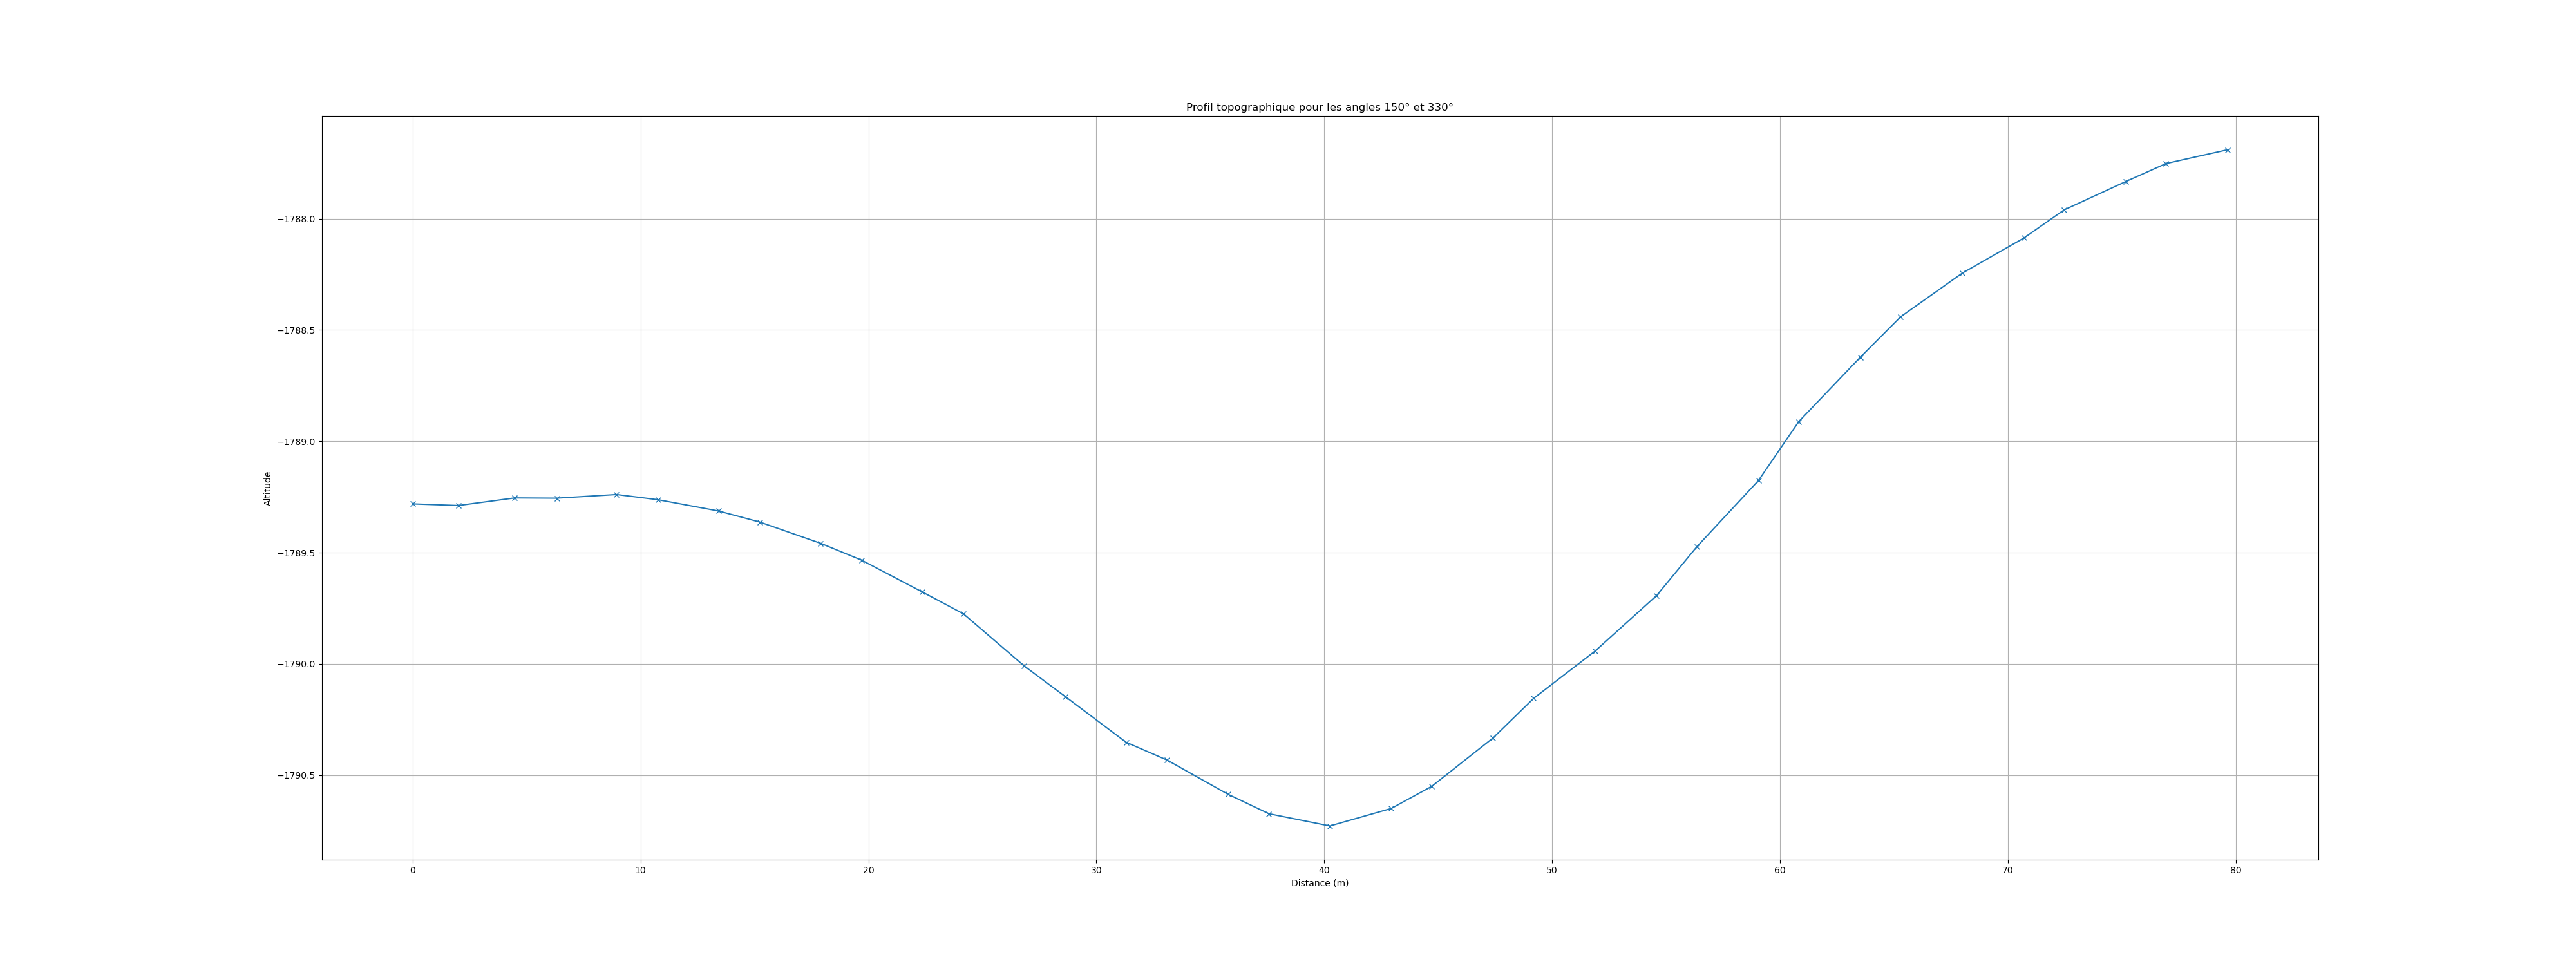 Profil topographique pour les angles 150° et 330°
−1788.0
−1788.5
−1789.0
Altitude
−1789.5
−1790.0
−1790.5
0 10 20 30 40 50 60 70 80
Distance (m)